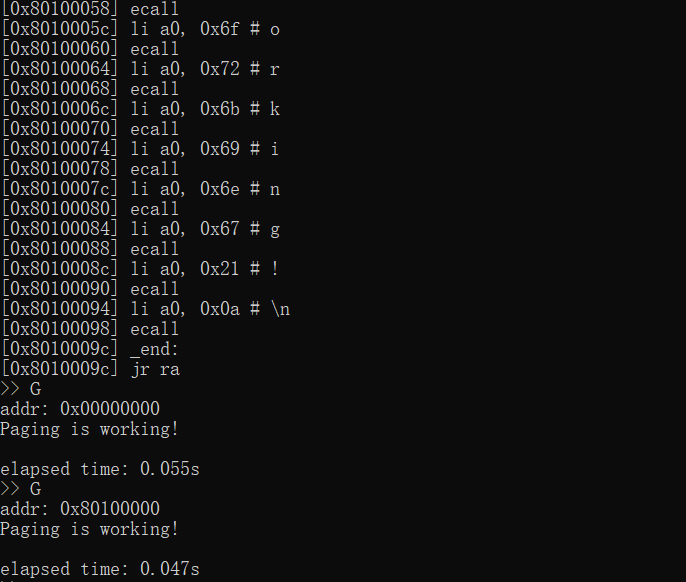 [0x80100058] ecall
[0x8010005c] li a0, 0x6f # o
[0x80100060] ecall
[0x80100064] li a0, 0x72 # r
[0x80100068] ecall
[0x8010006c] li a0, 0x6b # k
[0x80100070] ecall
[0x80100074] li a0, 0x69 # i
[0x80100078] ecall
[0x8010007c] li a0, 0x6e # n
[0x80100080] ecall
[0x80100084] li a0, 0x67 # g
[0x80100088] ecall
[0x8010008c] li a0, 0x21 # !
[0x80100090] ecall
[0x80100094] li a0, 0x0a # \n
[0x80100098] ecall
[0x8010009c] _end:
[0x8010009c] jr ra
>> G
addr: 0x00000000
Paging is working!
elapsed time: 0.055s
>> G
addr: 0x80100000
Paging is working!
elapsed time: 0.047s